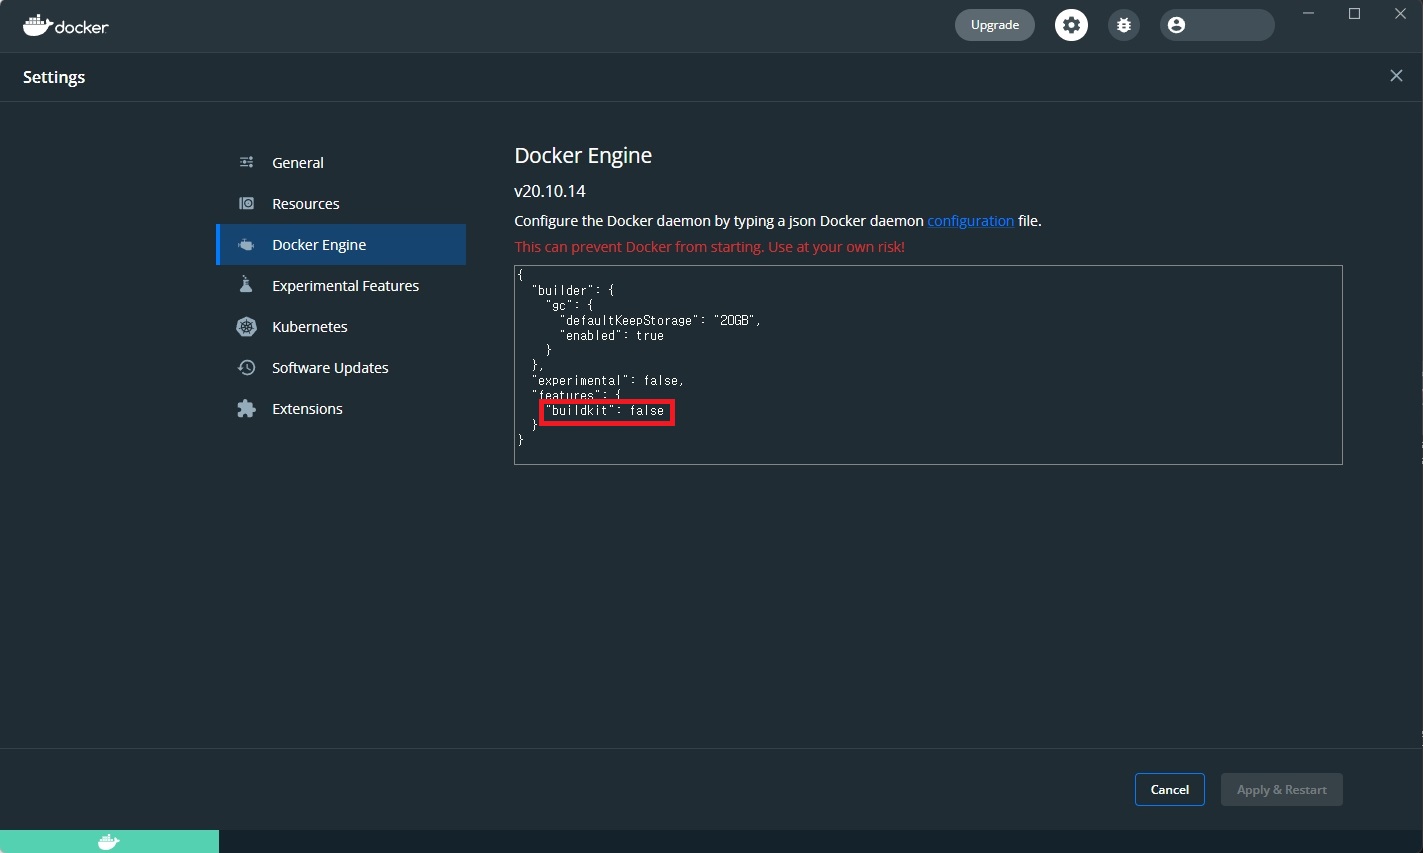 docker
Upgrade
Settings
General
Resources
Docker Engine
Experimental Features
Kubernetes
Software Updates
Extensions
Docker Engine
v20.10.14
Configure the Docker daemon by typing a json Docker daemon configuration file.
This can prevent Docker from starting. Use at your own risk!
{
  "builder": {
    "gc": {
      "defaultKeepStorage": "20GB",
      "enabled": true
    }
  },
  "experimental": false,
  "features": {
    "buildkit": false
  }
}
Cancel
Apply & Restart